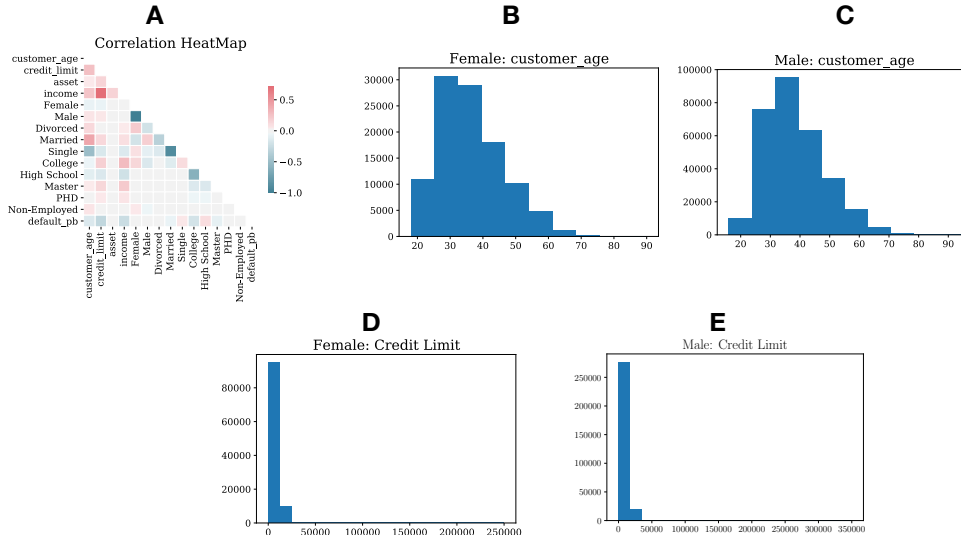 A
B
C
Correlation HeatMap
customer_age
credit_limit
asset
income
Female
Male
Divorced
Married
Single
College
High School
Master
PHD
Non-Employed
default_pb
customer_age
credit_limit
asset
income
Female
Male
Divorced
Married
Single
College
High School
Master
PHD
Non-Employed
default_pb
0.5
0.0
−0.5
−1.0
Female: customer_age
30000
25000
20000
15000
10000
5000
0
20 30 40 50 60 70 80 90
Male: customer_age
100000
80000
60000
40000
20000
0
20 30 40 50 60 70 80 90
D
E
Female: Credit Limit
80000
60000
40000
20000
0
0 50000 100000 150000 200000 250000
Male: Credit Limit
250000
200000
150000
100000
50000
0
0 50000 100000 150000 200000 250000 300000 350000